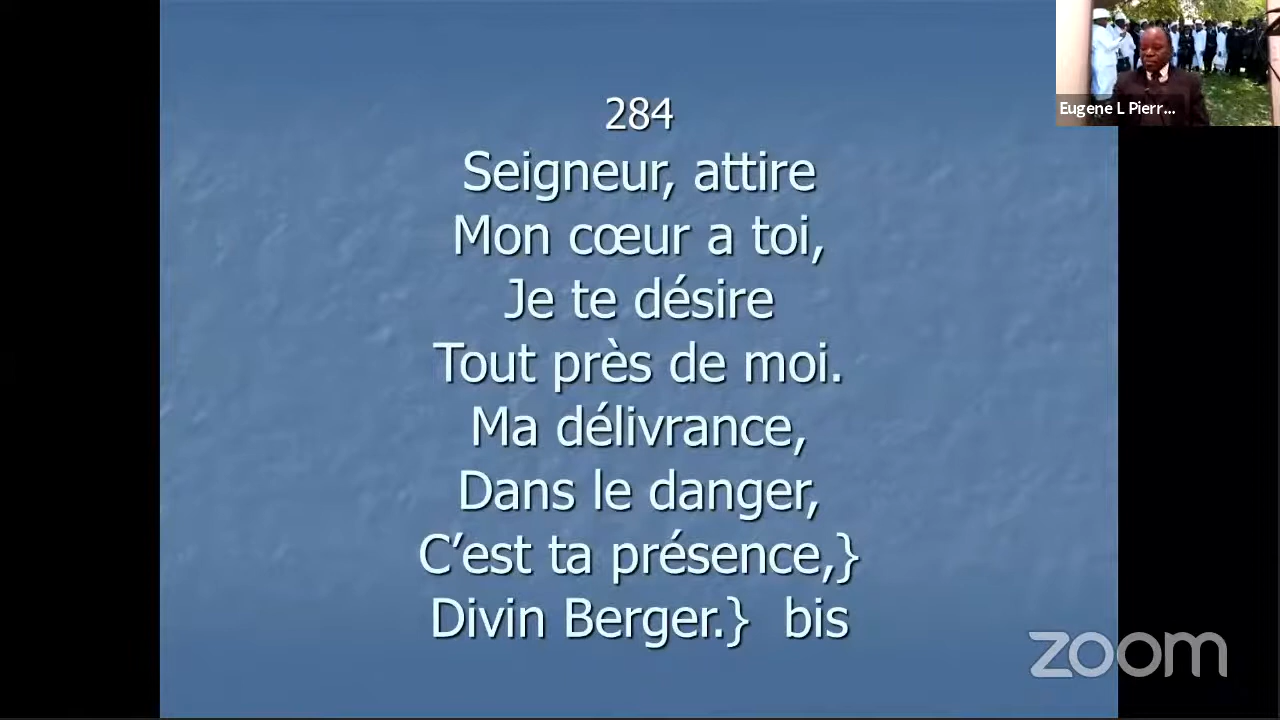 284
Seigneur, attire
Mon cœur a toi,
Je te désire
Tout près de moi.
Ma délivrance,
Dans le danger,
C’est ta présence,}
Divin Berger.} bis
Eugene L Pierr...
zoom